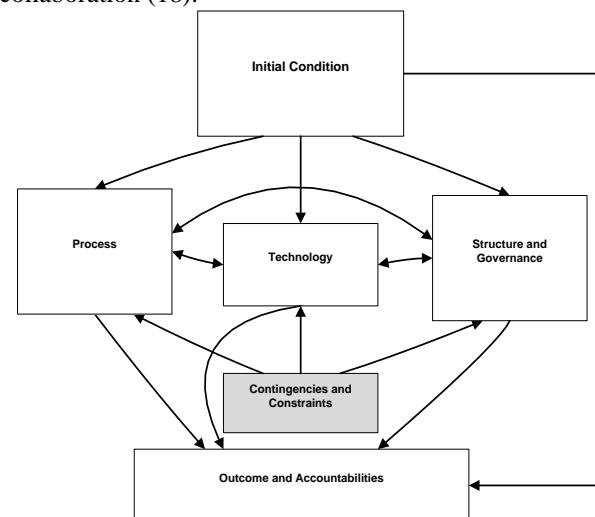 collaboration (18).
Initial Condition
Process
Technology
Structure and
Governance
Contingencies and
Constraints
Outcome and Accountabilities